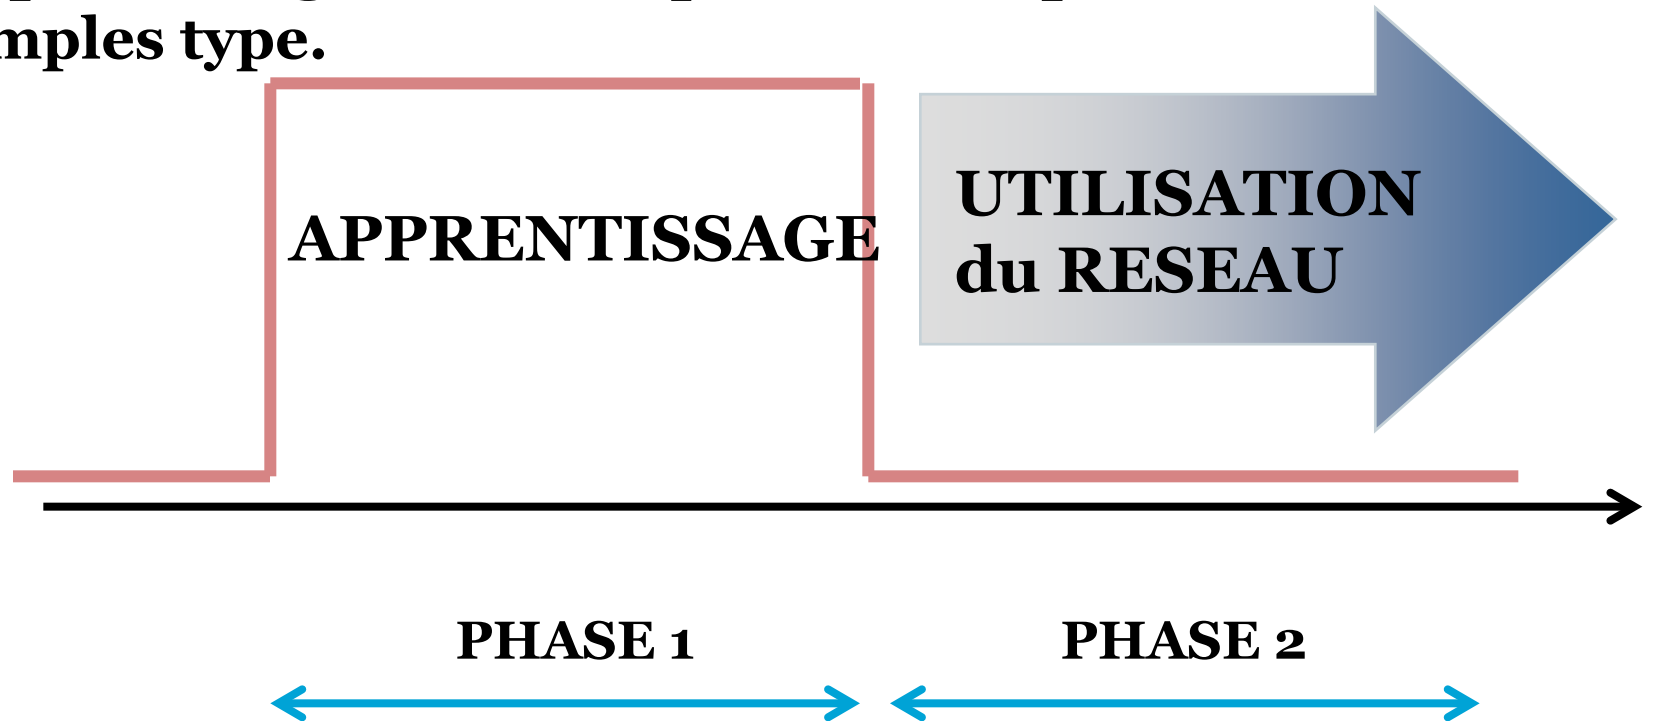 mples type.
APPRENTISSAGE
UTILISATION
du RESEAU
PHASE 1
PHASE 2